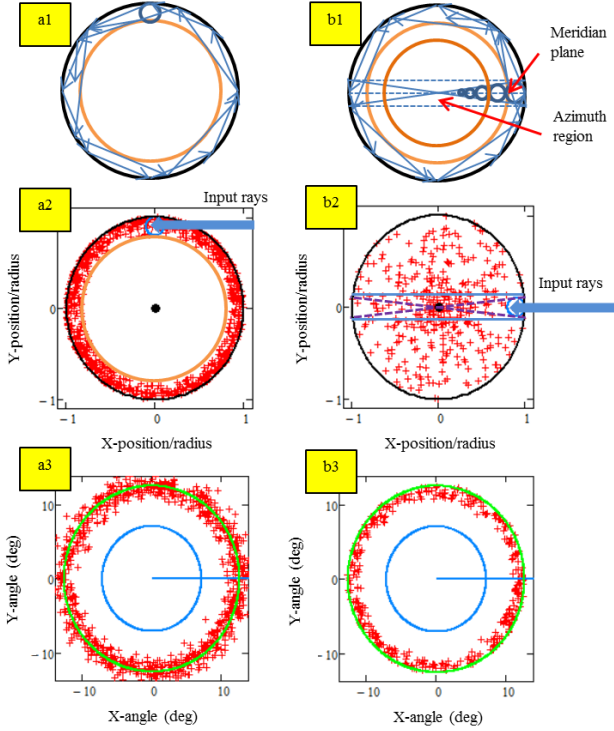 a1
b1
Meridian
plane
Azimuth
region
a2
Input rays
b2
Input rays
Y-position/radius
0
−1
−1
0
1
X-position/radius
Y-position/radius
0
−1
−1
0
1
X-position/radius
a3
b3
Y-angle (deg)
10
0
−10
−10
0
10
X-angle (deg)
Y-angle (deg)
10
0
−10
−10
0
10
X-angle (deg)